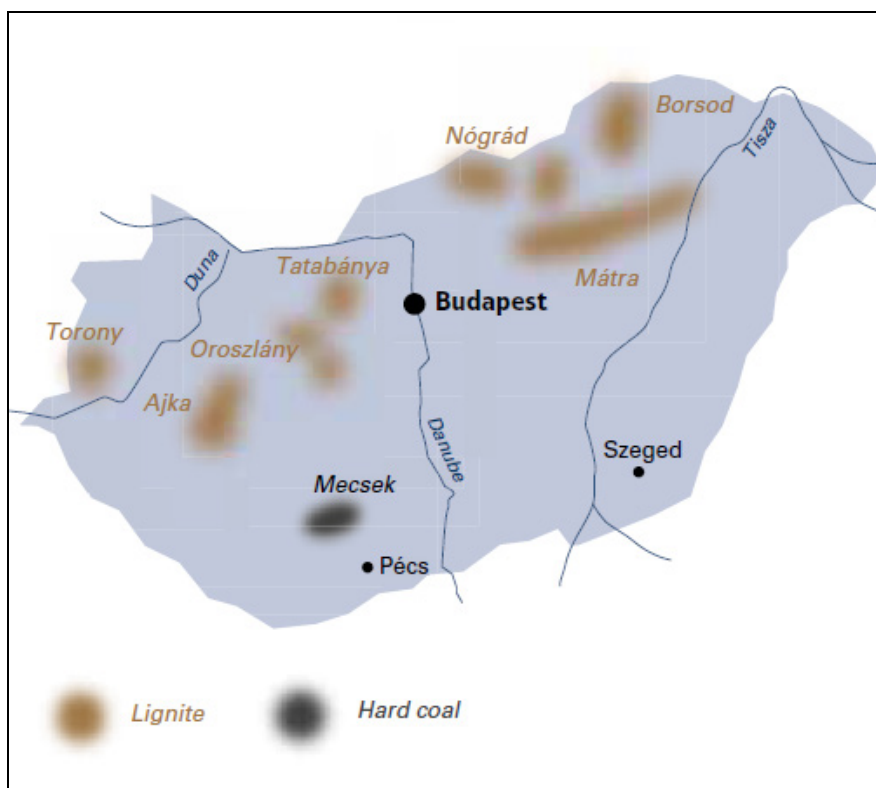 Borsod
Nógrád
Tisza
Mátra
Duna
Tatabánya
Budapest
Torony
Oroszlány
Ajka
Danube
Szeged
Mecsek
Pécs
Lignite
Hard coal